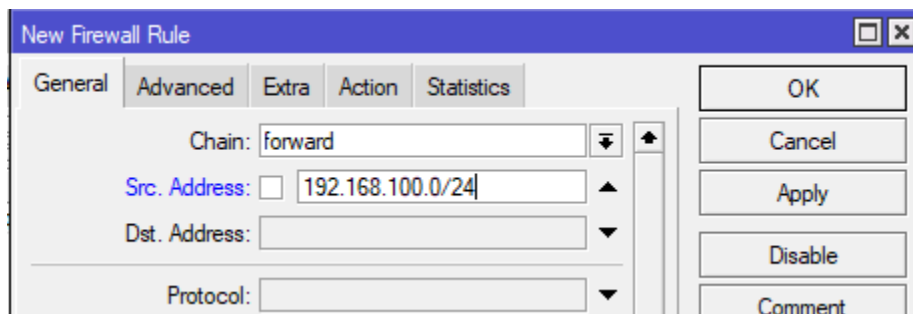 New Firewall Rule
General Advanced Extra Action Statistics
OK
Chain: forward
Cancel
Src. Address: 192.168.100.0/24
Apply
Dst. Address:
Disable
Protocol:
Comment